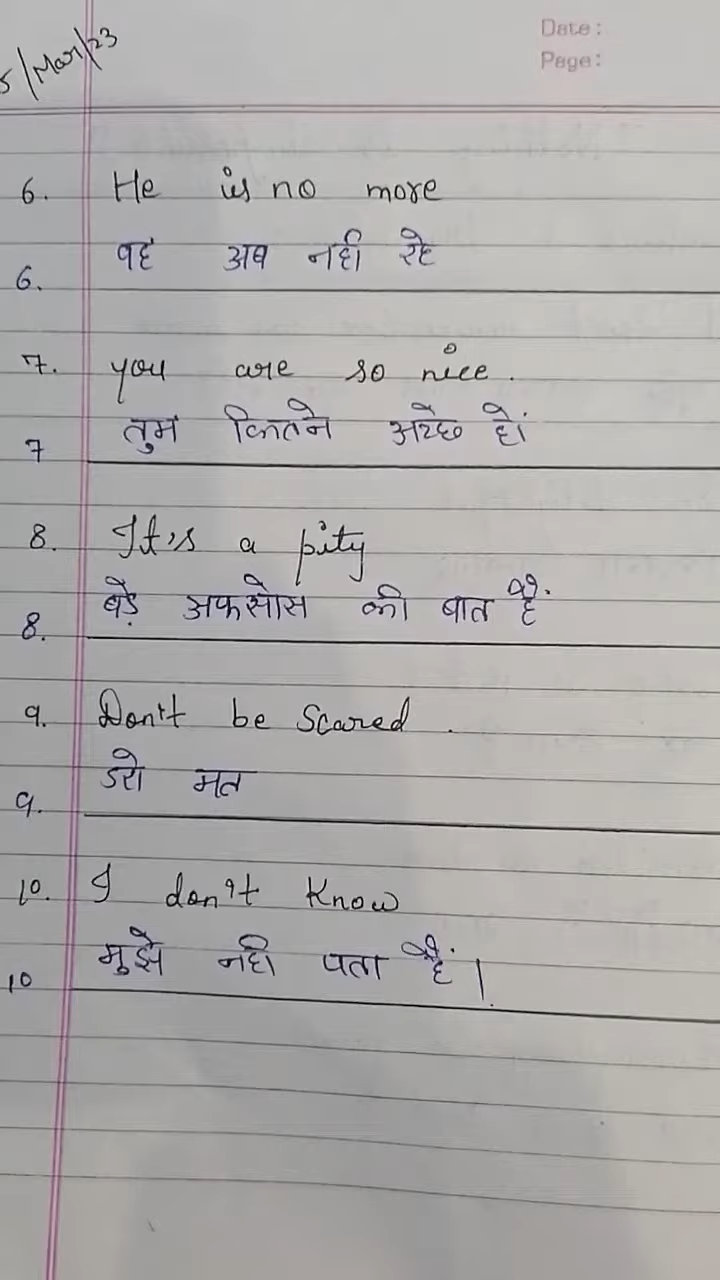 5/Mar/23
Date :
Page :
6. He is no more
6. वह अब नही रहे
7. you are so nice.
7 तुम कितने अच्छे हो।
8. It's a pity
8. बड़े अफसोस की बात हैं
9. Don't be Scared.
9. डरो मत
10. I don't Know
10 मुझे नही पता हैं।